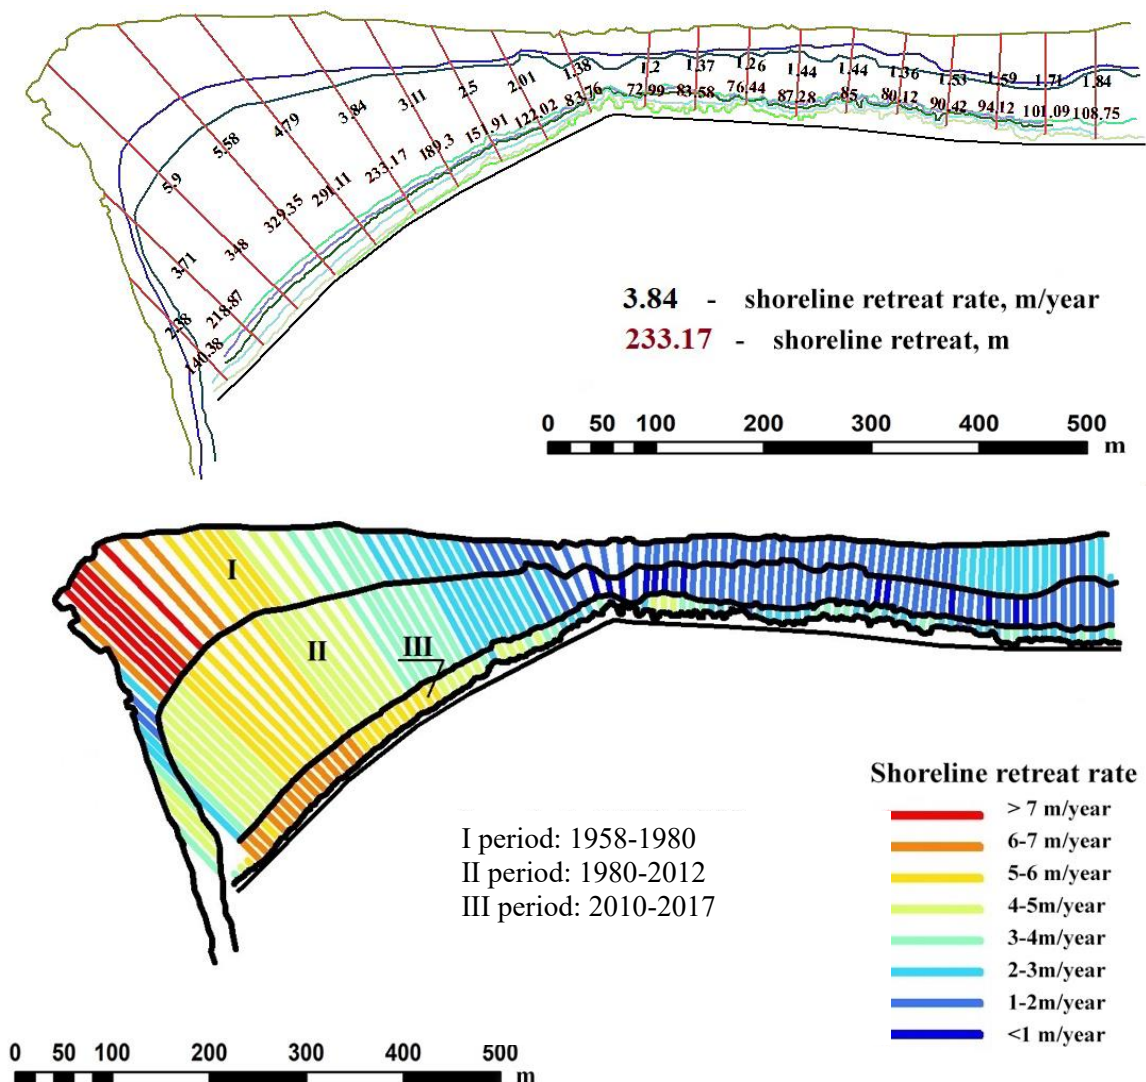 1.38
1.2
1.37
1.26
1.44
1.44
1.36
1.53
1.59
1.71
1.84
2.01
2.5
3.11
3.84
4.79
5.58
5.9
3.71
2.38
83.76
72.99
83.58
76.44
87.28
85
80.12
90.42
94.12
101.09
108.75
122.02
151.91
189.3
233.17
291.11
329.35
348
218.87
140.38
3.84 - shoreline retreat rate, m/year
233.17 - shoreline retreat, m
0 50 100 200 300 400 500
m
I
II
III
Shoreline retreat rate
> 7 m/year
6-7 m/year
5-6 m/year
4-5m/year
3-4m/year
2-3m/year
1-2m/year
<1 m/year
I period: 1958-1980
II period: 1980-2012
III period: 2010-2017
0 50 100 200 300 400 500
m